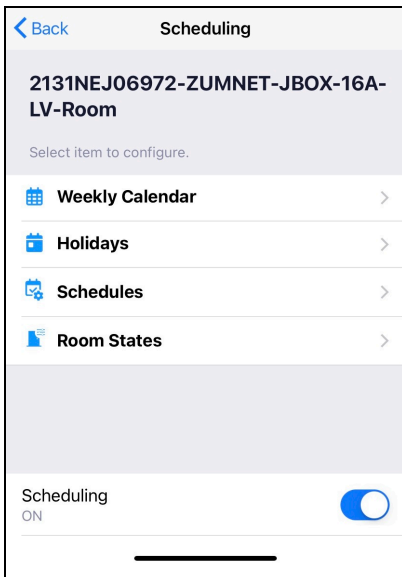 Back
Scheduling
2131NEJ06972-ZUMNET-JBOX-16A-
LV-Room
Select item to configure.
Weekly Calendar
Holidays
Schedules
Room States
Scheduling
ON